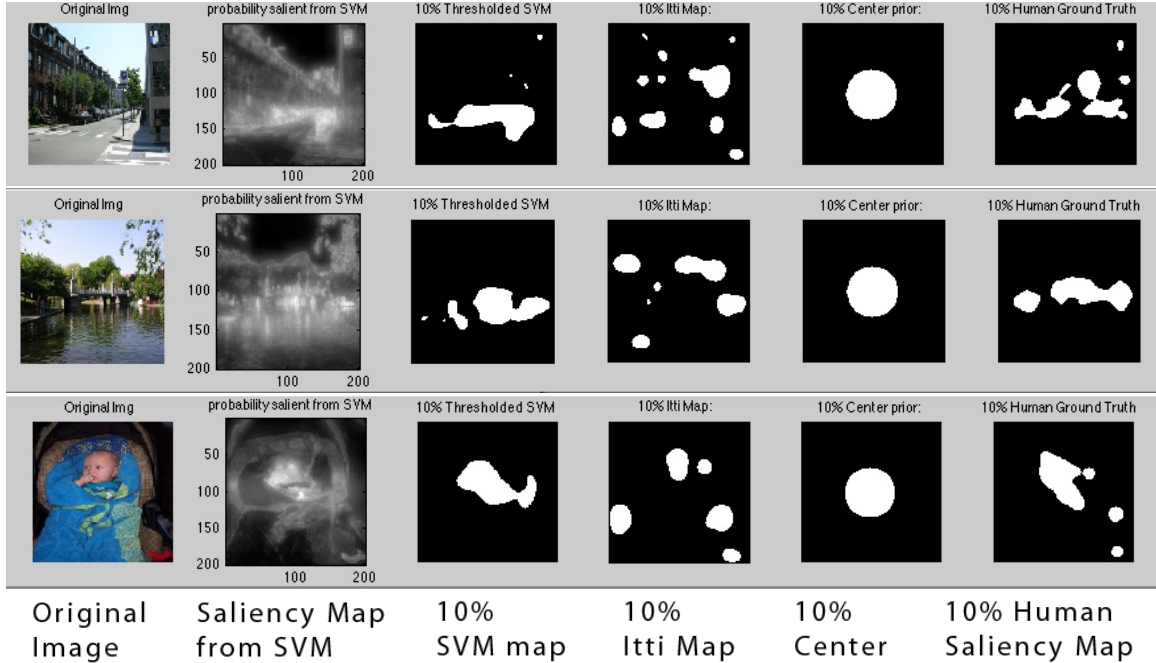 Original Img
probability salient from SVM
10% Thresholded SVM
10% Itti Map:
10% Center prior:
10% Human Ground Truth
50
100
150
200
100
200
Original Img
probability salient from SVM
10% Thresholded SVM
10% Itti Map:
10% Center prior:
10% Human Ground Truth
50
100
150
200
100
200
Original Img
probability salient from SVM
10% Thresholded SVM
10% Itti Map:
10% Center prior:
10% Human Ground Truth
50
100
150
200
100
200
Original
Image
Saliency Map
from SVM
10%
SVM map
10%
Itti Map
10%
Center
10% Human
Saliency Map